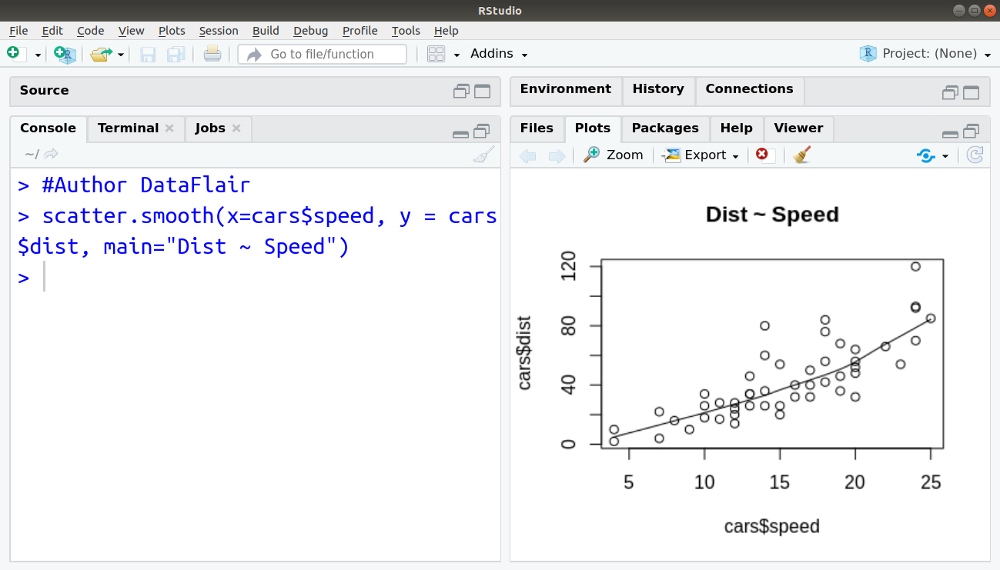 RStudio
File Edit Code View Plots Session Build Debug Profile Tools Help
R Go to file/function Addins R Project: (None)
Source
Console Terminal Jobs
~/
> #Author DataFlair
> scatter.smooth(x=cars$speed, y = cars
$dist, main="Dist ~ Speed")
>
Environment History Connections
Files Plots Packages Help Viewer
Zoom Export
Dist ~ Speed
cars$dist
120
80
40
0
5 10 15 20 25
cars$speed